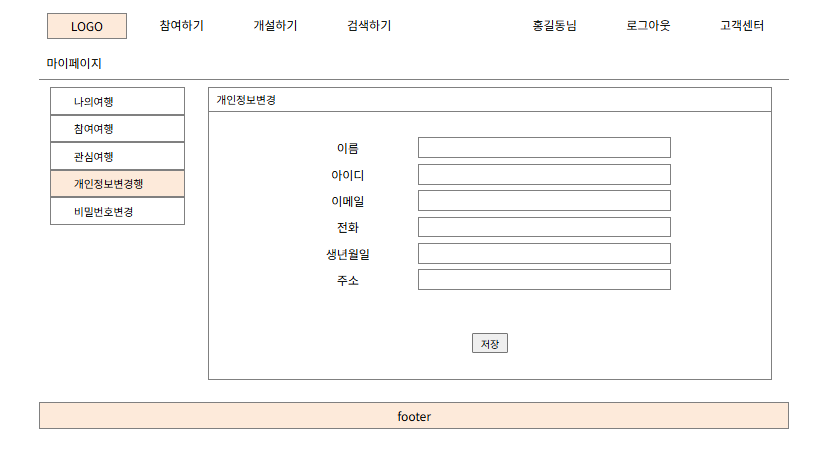 LOGO 참여하기 개설하기 검색하기 홍길동님 로그아웃 고객센터
마이페이지
나의여행
참여여행
관심여행
개인정보변경행
비밀번호변경
개인정보변경
이름
아이디
이메일
전화
생년월일
주소
저장
footer